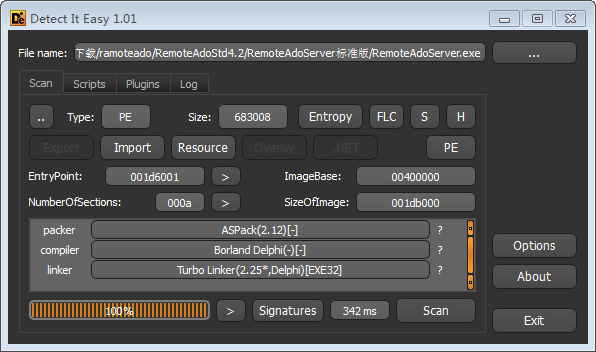 Detect It Easy 1.01
File name: 下载/ramoteado/RemoteAdoStd4.2/RemoteAdoServer标准版/RemoteAdoServer.exe ...
Scan Scripts Plugins Log
.. Type: PE Size: 683008 Entropy FLC S H
Export Import Resource Overlay .NET PE
EntryPoint: 001d6001 > ImageBase: 00400000
NumberOfSections: 000a > SizeOfImage: 001db000
packer ASPack(2.12)[-] ?
compiler Borland Delphi(-)[-] ?
linker Turbo Linker(2.25*,Delphi)[EXE32] ?
Options
About
100% > Signatures 342 ms Scan
Exit